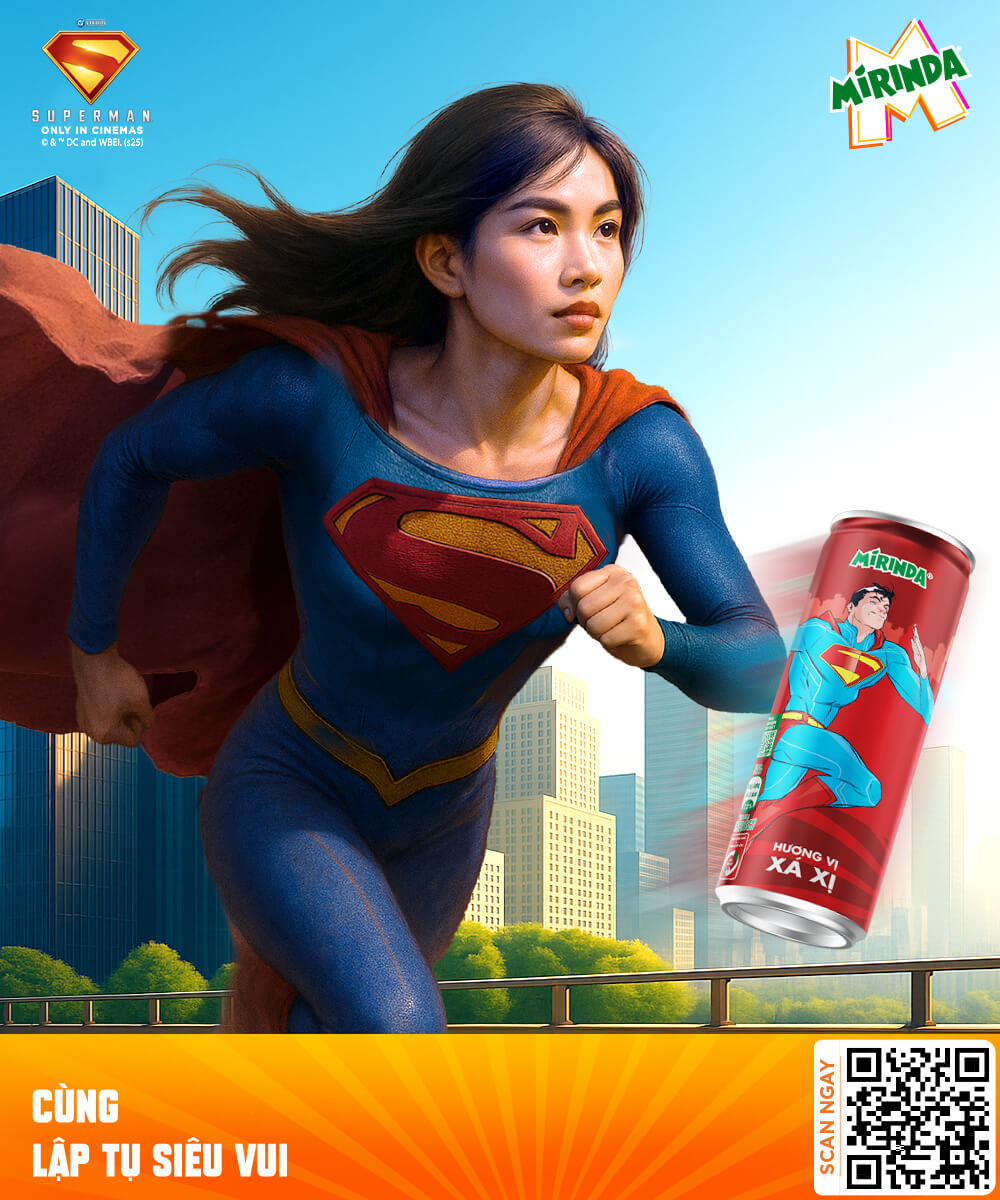 SUPERMAN
ONLY IN CINEMAS
© & ™ DC and WBEI. (s25)
MIRINDA
MIRINDA®
HƯƠNG VỊ
XÁ XỊ
CÙNG
LẬP TỤ SIÊU VUI
SCAN NGAY